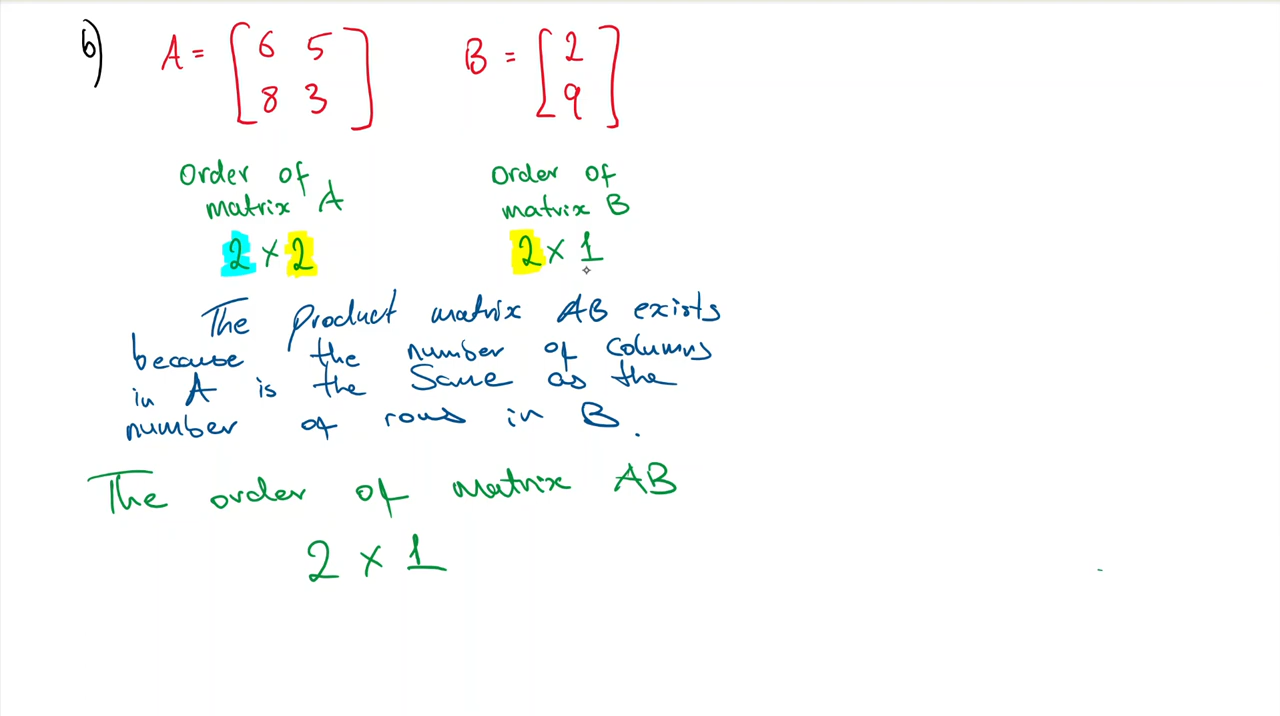 b) A = [6 5 8 3] B = [2 9]
Order of matrix A
2 × 2
Order of matrix B
2 × 1
The product matrix AB exists
because the number of columns
in A is the same as the
number of rows in B.
The order of matrix AB
2 × 1